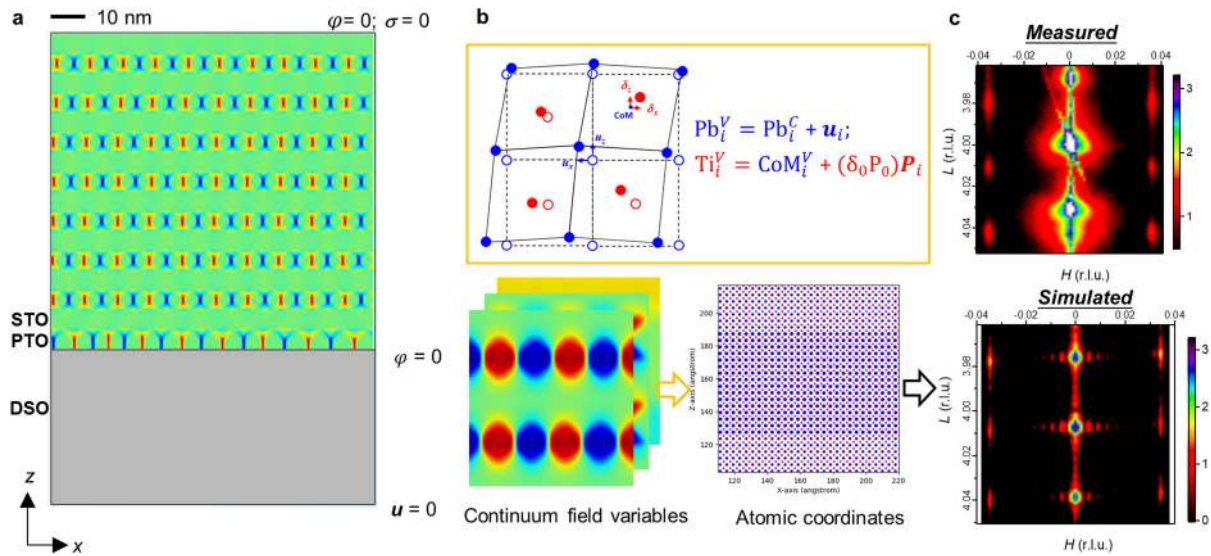 a
10 nm
φ= 0; σ = 0
STO
PTO
φ = 0
DSO
z
x
u = 0
b
δz
δx
CoM
uz
ux
Pb_i^V = Pb_i^C + u_i;
Ti_i^V = CoM_i^V + (δ0P0)P_i
Continuum field variables
Z-axis (angstrom)
200
180
160
140
120
120 140 160 180 200 220
X-axis (angstrom)
Atomic coordinates
c
Measured
-0.04 -0.02 0 0.02 0.04
L (r.l.u.)
3.98
4.00
4.02
4.04
3
2
1
H (r.l.u.)
Simulated
-0.04 -0.02 0 0.02 0.04
L (r.l.u.)
3.98
4.00
4.02
4.04
3
2
1
0
H (r.l.u.)